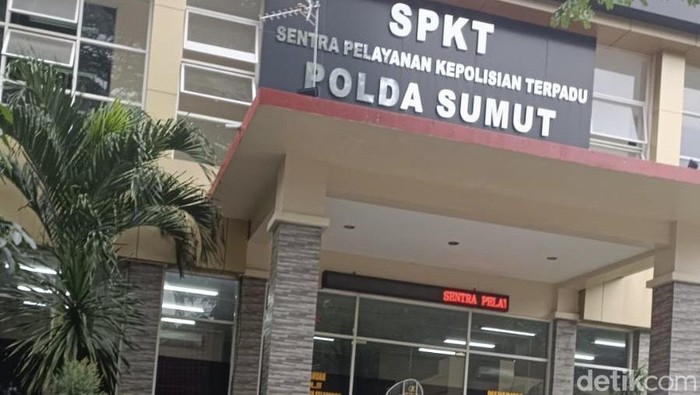 SPKT
SENTRA PELAYANAN KEPOLISIAN TERPADU
POLDA SUMUT
SENTRA PELA
detikcom